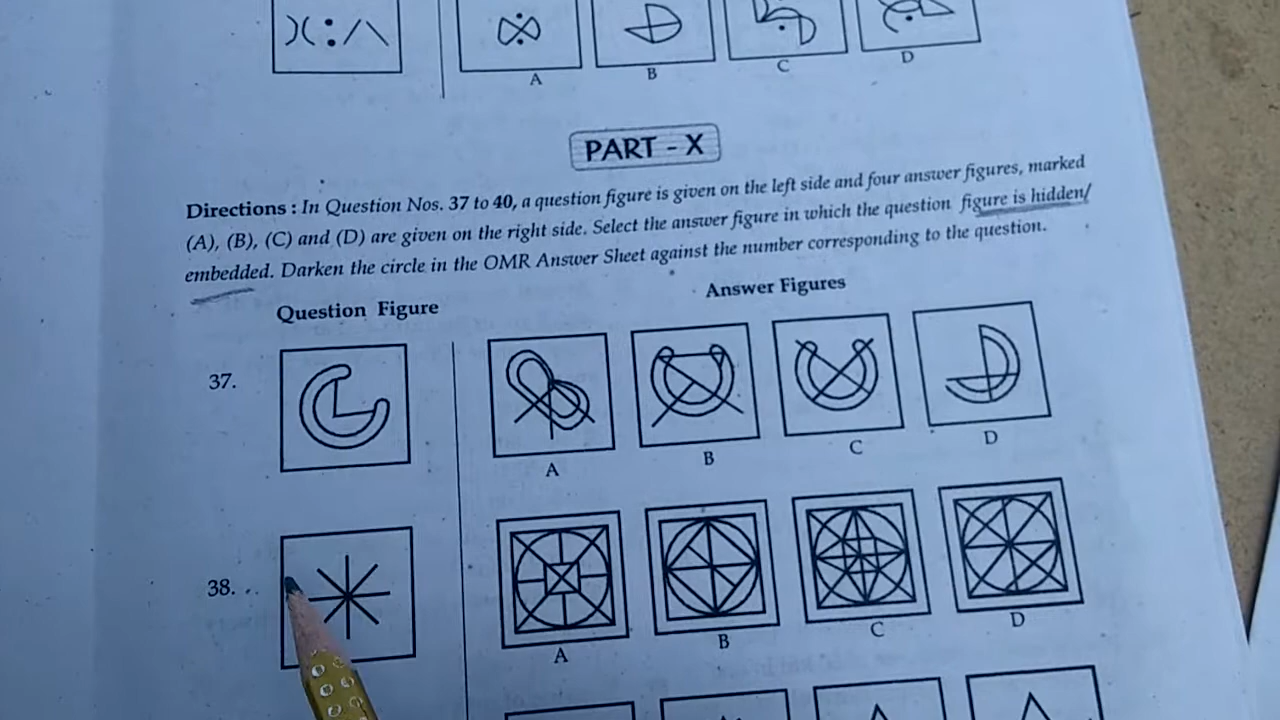 A B C D
PART - X
Directions : In Question Nos. 37 to 40, a question figure is given on the left side and four answer figures, marked
(A), (B), (C) and (D) are given on the right side. Select the answer figure in which the question figure is hidden/
embedded. Darken the circle in the OMR Answer Sheet against the number corresponding to the question.
Question Figure Answer Figures
37.
A B C D
38.
A B C D